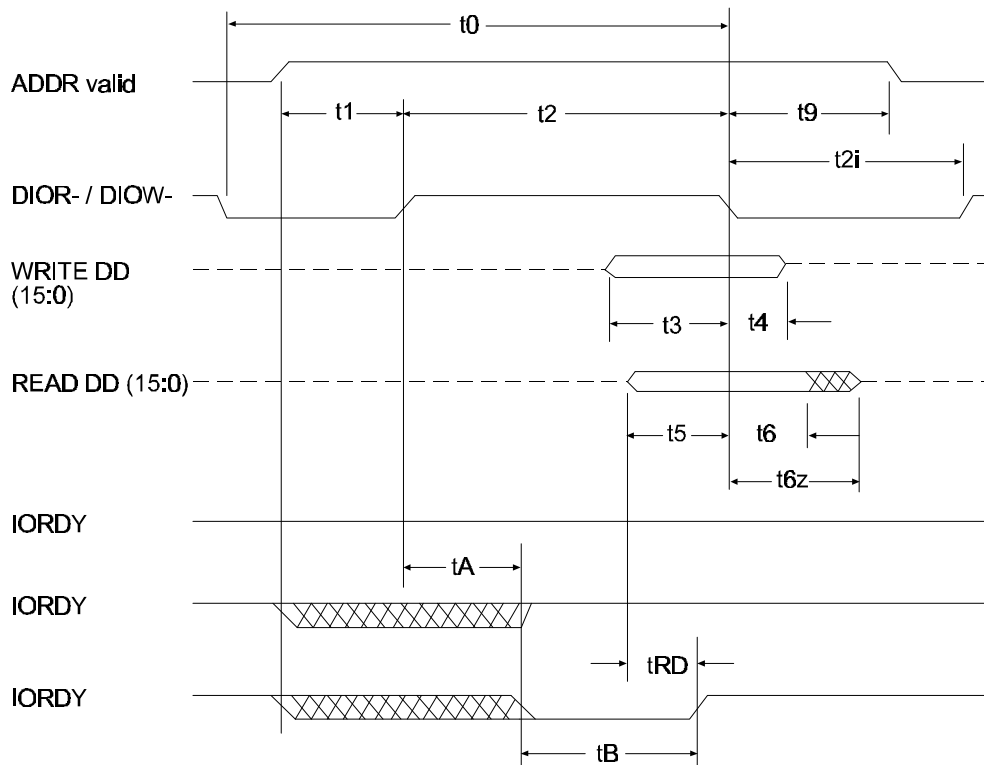 t0
ADDR valid
t1
t2
t9
t2i
DIOR- / DIOW-
WRITE DD
(15:0)
t3
t4
READ DD (15:0)
t5
t6
t6z
IORDY
tA
IORDY
tRD
IORDY
tB